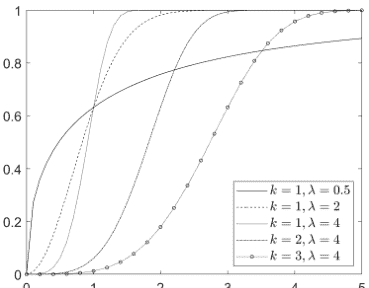 1
0.8
0.6
0.4
0.2
0
0 1 2 3 4 5
k = 1, λ = 0.5
k = 1, λ = 2
k = 1, λ = 4
k = 2, λ = 4
k = 3, λ = 4